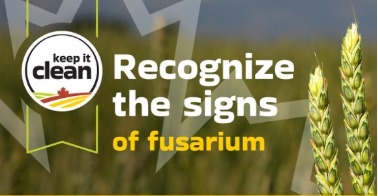 keep it
clean
Recognize
the signs
of fusarium